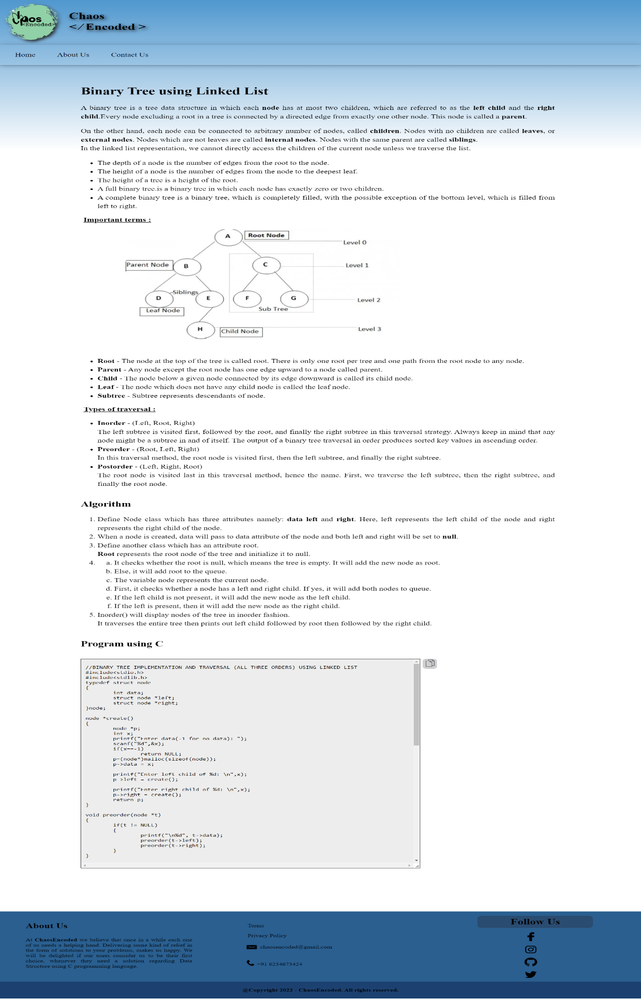 Chaos
<Encoded>
Chaos
</Encoded >
Home About Us Contact Us
Binary Tree using Linked List
A binary tree is a tree data structure in which each node has at most two children, which are referred to as the left child and the right
child.Every node excluding a root in a tree is connected by a directed edge from exactly one other node. This node is called a parent.
On the other hand, each node can be connected to arbitrary number of nodes, called children. Nodes with no children are called leaves, or
external nodes. Nodes which are not leaves are called internal nodes. Nodes with the same parent are called siblings.
In the linked list representation, we cannot directly access the children of the current node unless we traverse the list.
• The depth of a node is the number of edges from the root to the node.
• The height of a node is the number of edges from the node to the deepest leaf.
• The height of a tree is a height of the root.
• A full binary tree.is a binary tree in which each node has exactly zero or two children.
• A complete binary tree is a binary tree, which is completely filled, with the possible exception of the bottom level, which is filled from
left to right.
Important terms :
A Root Node
Level 0
Parent Node B C Level 1
Siblings
D E F G Level 2
Leaf Node Sub Tree
H Child Node Level 3
• Root - The node at the top of the tree is called root. There is only one root per tree and one path from the root node to any node.
• Parent - Any node except the root node has one edge upward to a node called parent.
• Child - The node below a given node connected by its edge downward is called its child node.
• Leaf - The node which does not have any child node is called the leaf node.
• Subtree - Subtree represents descendants of node.
Types of traversal :
• Inorder - (Left, Root, Right)
The left subtree is visited first, followed by the root, and finally the right subtree in this traversal strategy. Always keep in mind that any
node might be a subtree in and of itself. The output of a binary tree traversal in order produces sorted key values in ascending order.
• Preorder - (Root, Left, Right)
In this traversal method, the root node is visited first, then the left subtree, and finally the right subtree.
• Postorder - (Left, Right, Root)
The root node is visited last in this traversal method, hence the name. First, we traverse the left subtree, then the right subtree, and
finally the root node.
Algorithm
1. Define Node class which has three attributes namely: data left and right. Here, left represents the left child of the node and right
represents the right child of the node.
2. When a node is created, data will pass to data attribute of the node and both left and right will be set to null.
3. Define another class which has an attribute root.
Root represents the root node of the tree and initialize it to null.
4. a. It checks whether the root is null, which means the tree is empty. It will add the new node as root.
b. Else, it will add root to the queue.
c. The variable node represents the current node.
d. First, it checks whether a node has a left and right child. If yes, it will add both nodes to queue.
e. If the left child is not present, it will add the new node as the left child.
f. If the left is present, then it will add the new node as the right child.
5. Inorder() will display nodes of the tree in inorder fashion.
It traverses the entire tree then prints out left child followed by root then followed by the right child.
Program using C
//BINARY TREE IMPLEMENTATION AND TRAVERSAL (ALL THREE ORDERS) USING LINKED LIST
#include<stdio.h>
#include<stdlib.h>
typedef struct node
{
int data;
struct node *left;
struct node *right;
}node;
node *create()
{
node *p;
int x;
printf("Enter data(-1 for no data): ");
scanf("%d",&x);
if(x==-1)
return NULL;
p=(node*)malloc(sizeof(node));
p->data = x;
printf("Enter left child of %d: \n",x);
p->left = create();
printf("Enter right child of %d: \n",x);
p->right = create();
return p;
}
void preorder(node *t)
{
if(t != NULL)
{
printf("\n%d", t->data);
preorder(t->left);
preorder(t->right);
}
}
About Us
At ChaosEncoded we believe that once in a while each one
of us needs a helping hand. Delivering some kind of relief in
the form of solutions to your problems, makes us happy. We
will be delighted if our users consider us to be their first
choice, whenever they need a solution regarding Data
Structure using C programming language.
Terms
Privacy Policy
chaosencoded@gmail.com
+91 6234673424
Follow Us
@Copyright 2022 - ChaosEncoded. All rights reserved.